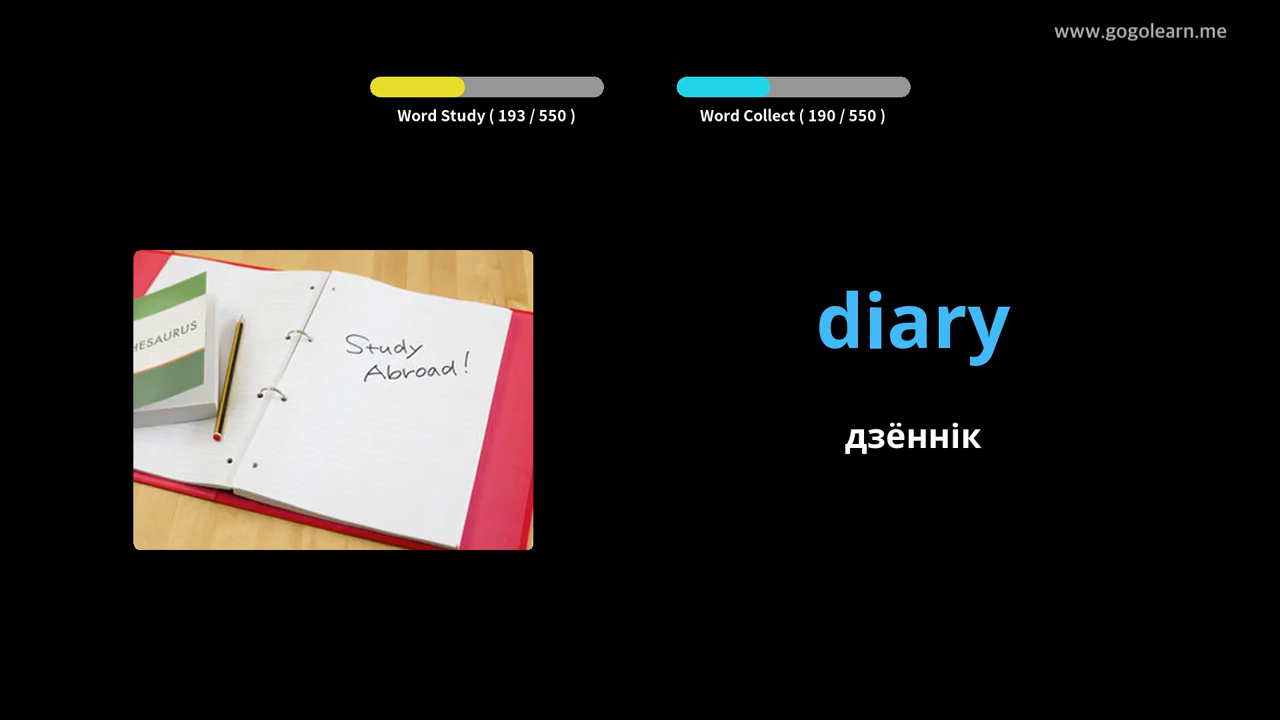 www.gogolearn.me
Word Study ( 193 / 550 )
Word Collect ( 190 / 550 )
HESAURUS
Study
Abroad!
diary
дзённік